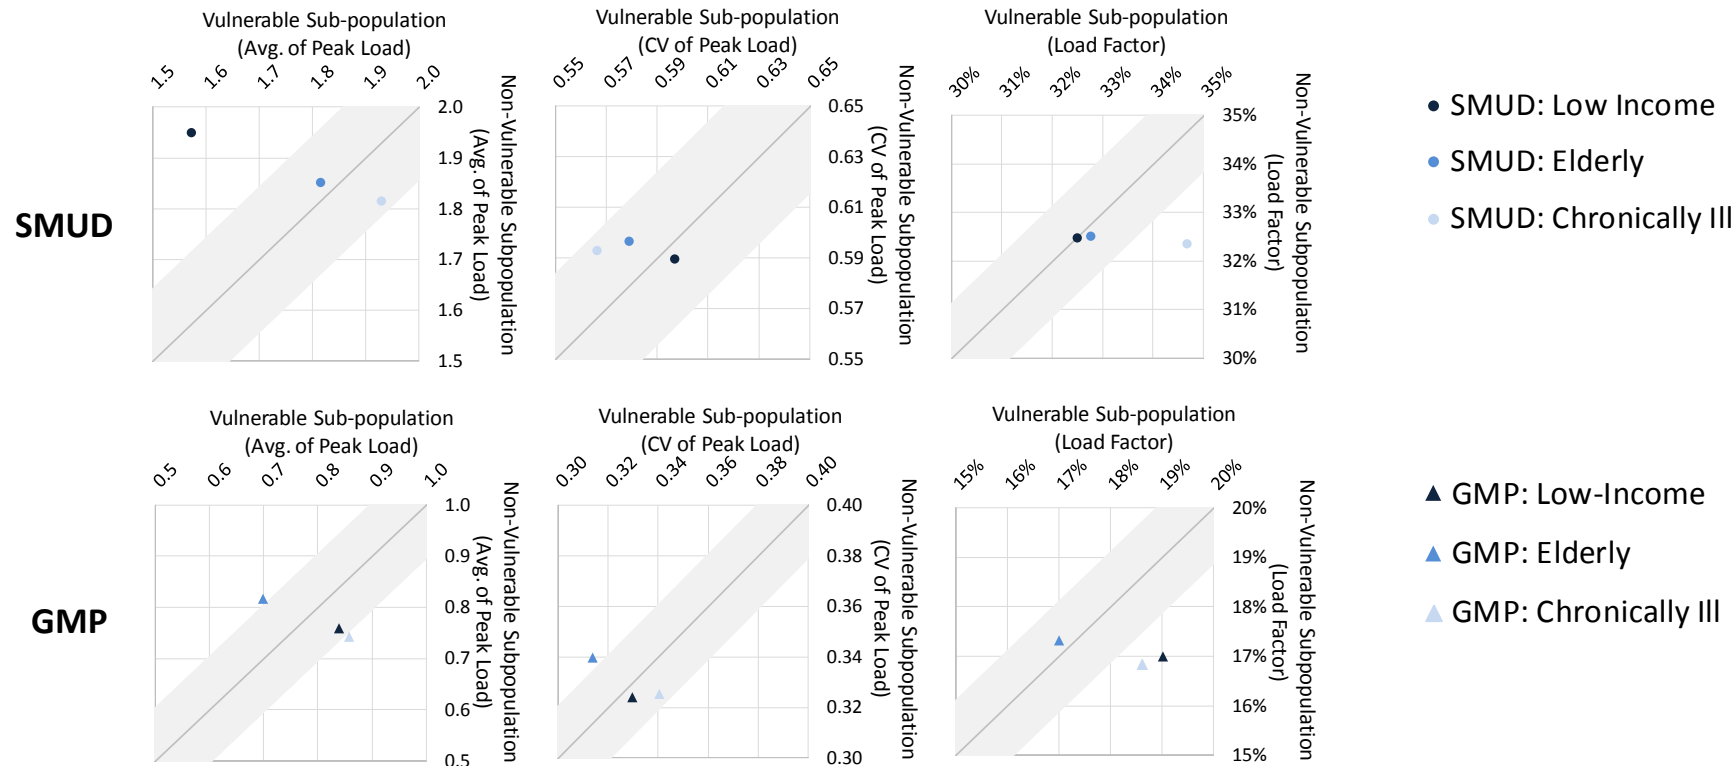 Vulnerable Sub-population
(Avg. of Peak Load)
1.5
1.6
1.7
1.8
1.9
2.0
2.0
1.9
1.8
1.7
1.6
1.5
Non-Vulnerable Subpopulation
(Avg. of Peak Load)
Vulnerable Sub-population
(CV of Peak Load)
0.55
0.57
0.59
0.61
0.63
0.65
0.65
0.63
0.61
0.59
0.57
0.55
Non-Vulnerable Subpopulation
(CV of Peak Load)
Vulnerable Sub-population
(Load Factor)
30%
31%
32%
33%
34%
35%
35%
34%
33%
32%
31%
30%
Non-Vulnerable Subpopulation
(Load Factor)
SMUD
SMUD: Low Income
SMUD: Elderly
SMUD: Chronically Ill
Vulnerable Sub-population
(Avg. of Peak Load)
0.5
0.6
0.7
0.8
0.9
1.0
1.0
0.9
0.8
0.7
0.6
0.5
Non-Vulnerable Subpopulation
(Avg. of Peak Load)
Vulnerable Sub-population
(CV of Peak Load)
0.30
0.32
0.34
0.36
0.38
0.40
0.40
0.38
0.36
0.34
0.32
0.30
Non-Vulnerable Subpopulation
(CV of Peak Load)
Vulnerable Sub-population
(Load Factor)
15%
16%
17%
18%
19%
20%
20%
19%
18%
17%
16%
15%
Non-Vulnerable Subpopulation
(Load Factor)
GMP
GMP: Low-Income
GMP: Elderly
GMP: Chronically Ill